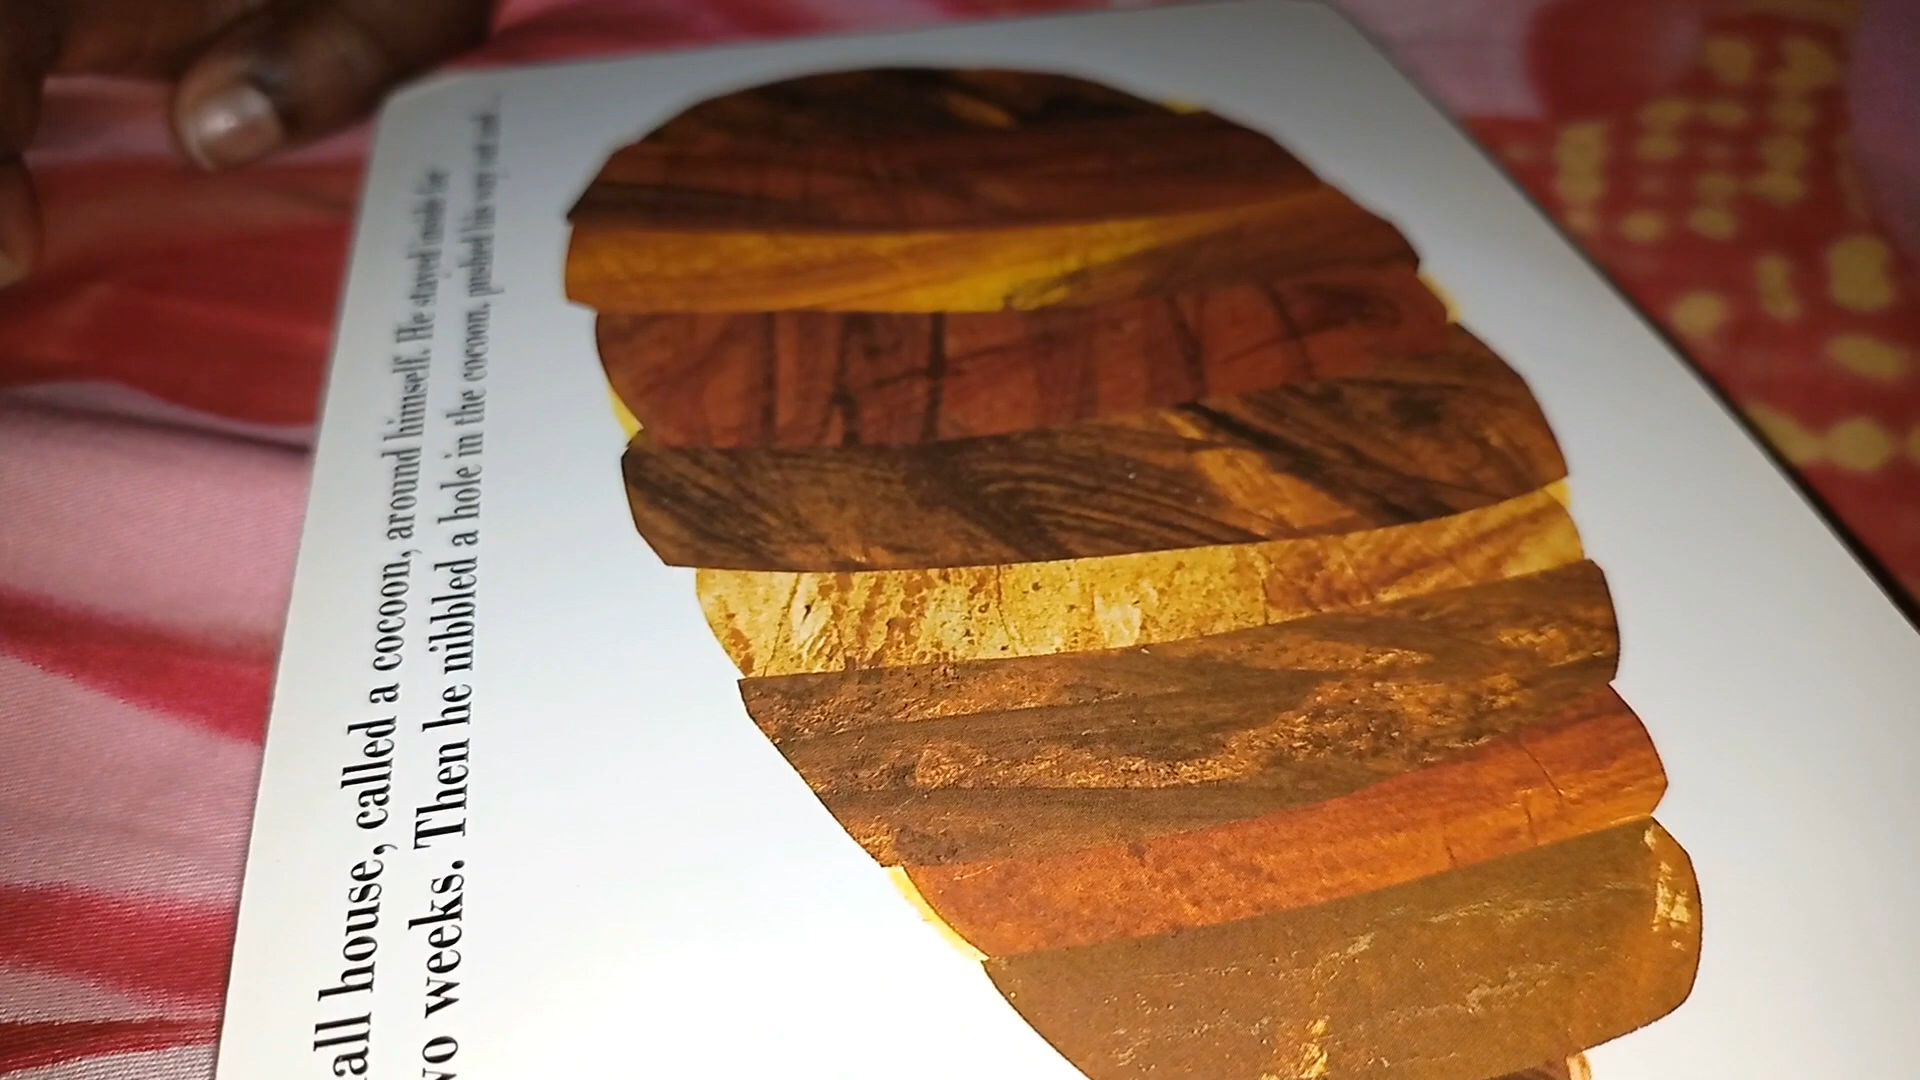 all house, called a cocoon, around himself. He stayed inside for
wo weeks. Then he nibbled a hole in the cocoon, pushed his way out and...